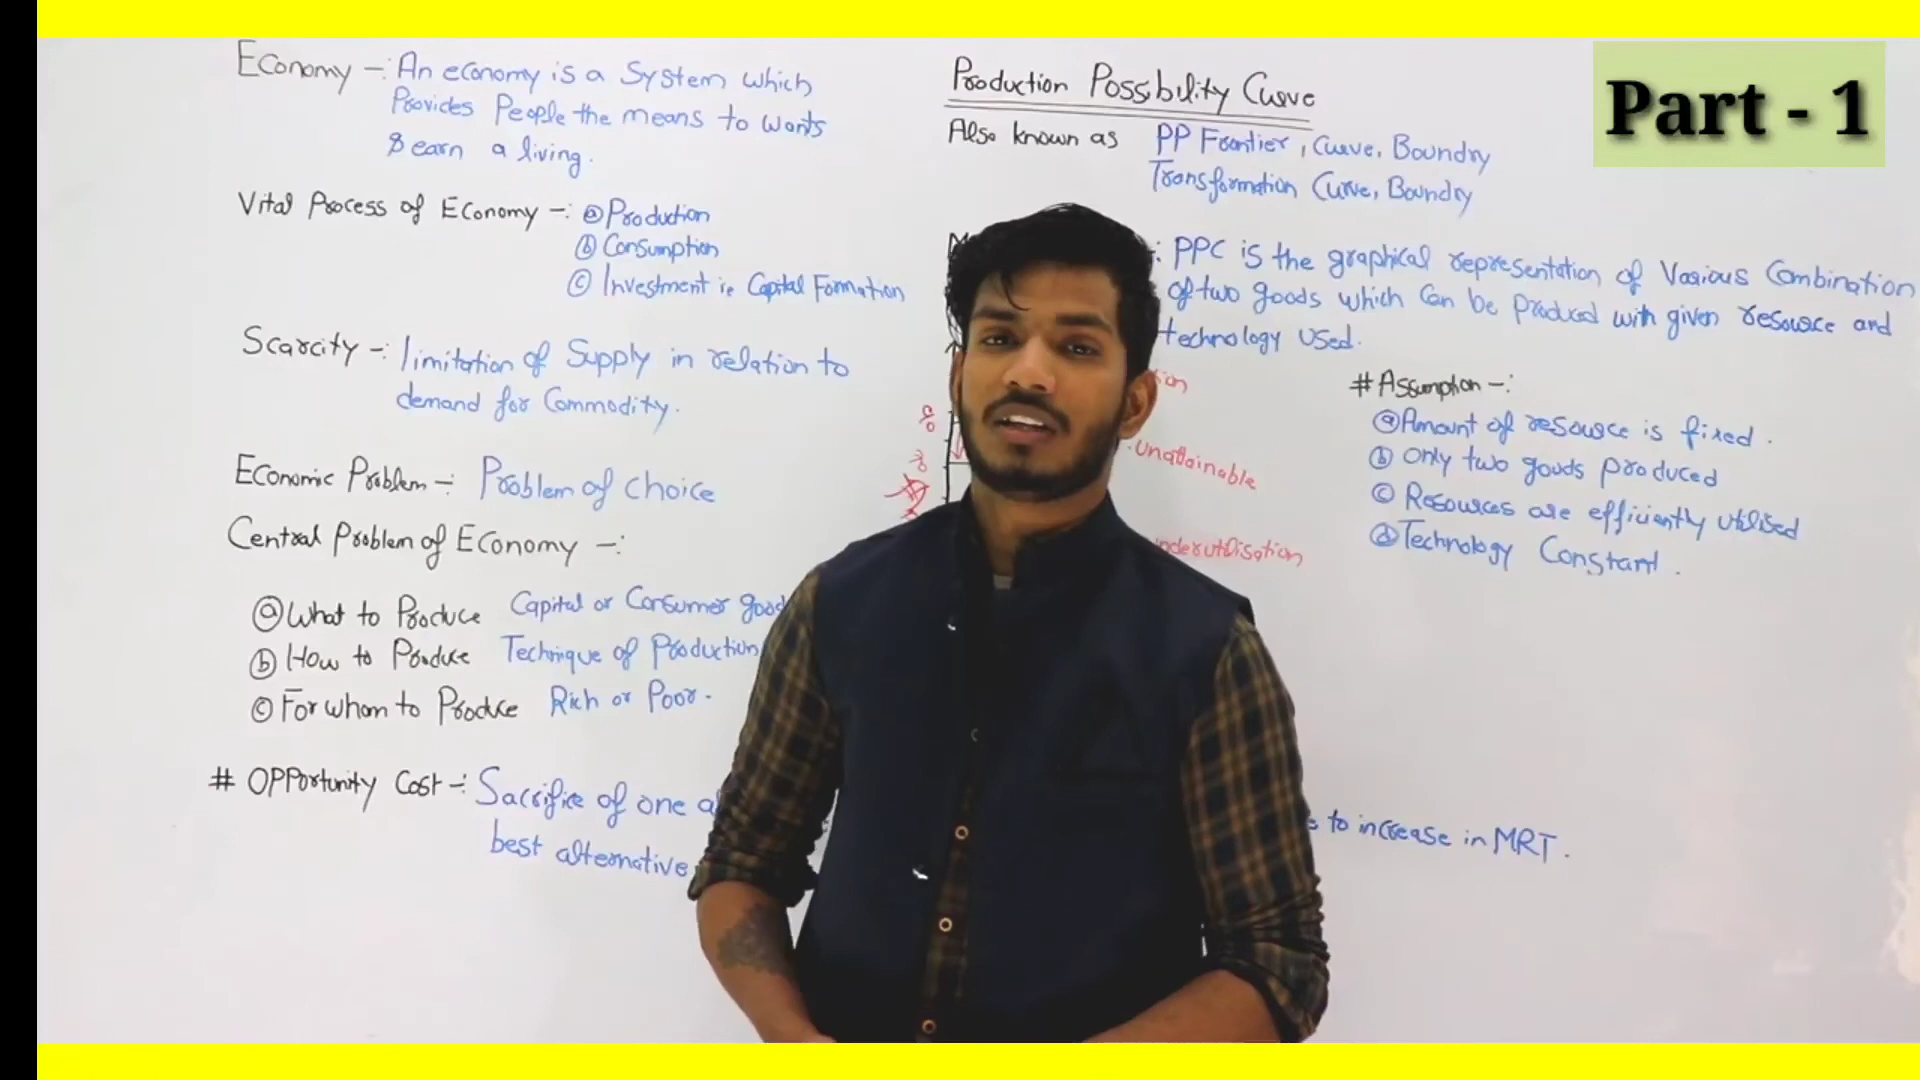 Economy -: An economy is a System which
Provides People the means to wants
& earn a living.
Vital Process of Economy -: ⓐ Production
ⓑ Consumption
ⓒ Investment ie Capital Formation
Scarcity -: limitation of Supply in relation to
demand for Commodity.
Economic Problem -: Problem of choice
Central Problem of Economy -:
ⓐ What to Produce Capital or Consumer good
ⓑ How to Produce Technique of Production
ⓒ For whom to Produce Rich or Poor.
# Opportunity Cost -: Sacrifice of one
best alternative
Production Possbility Curve
Also known as PP Frontier, Curve, Boundry
Transformation Curve, Boundry
: PPC is the graphical representation of Various Combination
of two goods which can be produced with given resource and
technology used.
Unattainable
underutilisation
# Assumption -:
ⓐ Amount of resource is fixed.
ⓑ Only two goods produced
ⓒ Resources are efficiently utilised
ⓓ Technology Constant.
to increase in MRT.
Part - 1